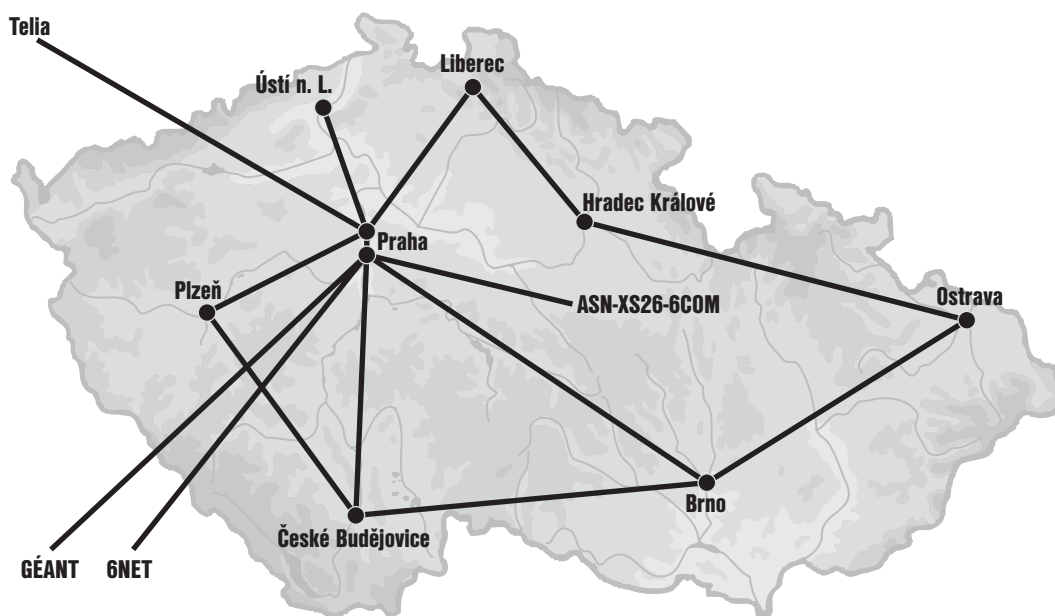 Telia
Liberec
Ústí n. L.
Hradec Králové
Praha
Plzeň
ASN-XS26-6COM
Ostrava
Brno
České Budějovice
GÉANT
6NET